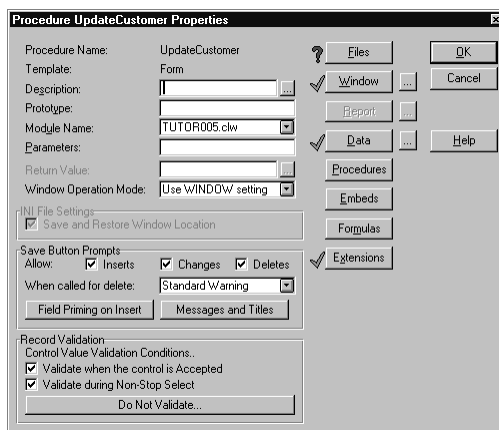 Procedure UpdateCustomer Properties
Procedure Name: UpdateCustomer
Template: Form
Description: ...
Prototype:
Module Name: TUTOR005.clw
Parameters:
Return Value: ...
Window Operation Mode: Use WINDOW setting
INI File Settings
Save and Restore Window Location
Save Button Prompts
Allow: Inserts Changes Deletes
When called for delete: Standard Warning
Field Priming on Insert Messages and Titles
Record Validation
Control Value Validation Conditions..
Validate when the control is Accepted
Validate during Non-Stop Select
Do Not Validate...
? Files
Window ...
Report ...
Data ...
Procedures
Embeds
Formulas
Extensions
OK
Cancel
Help